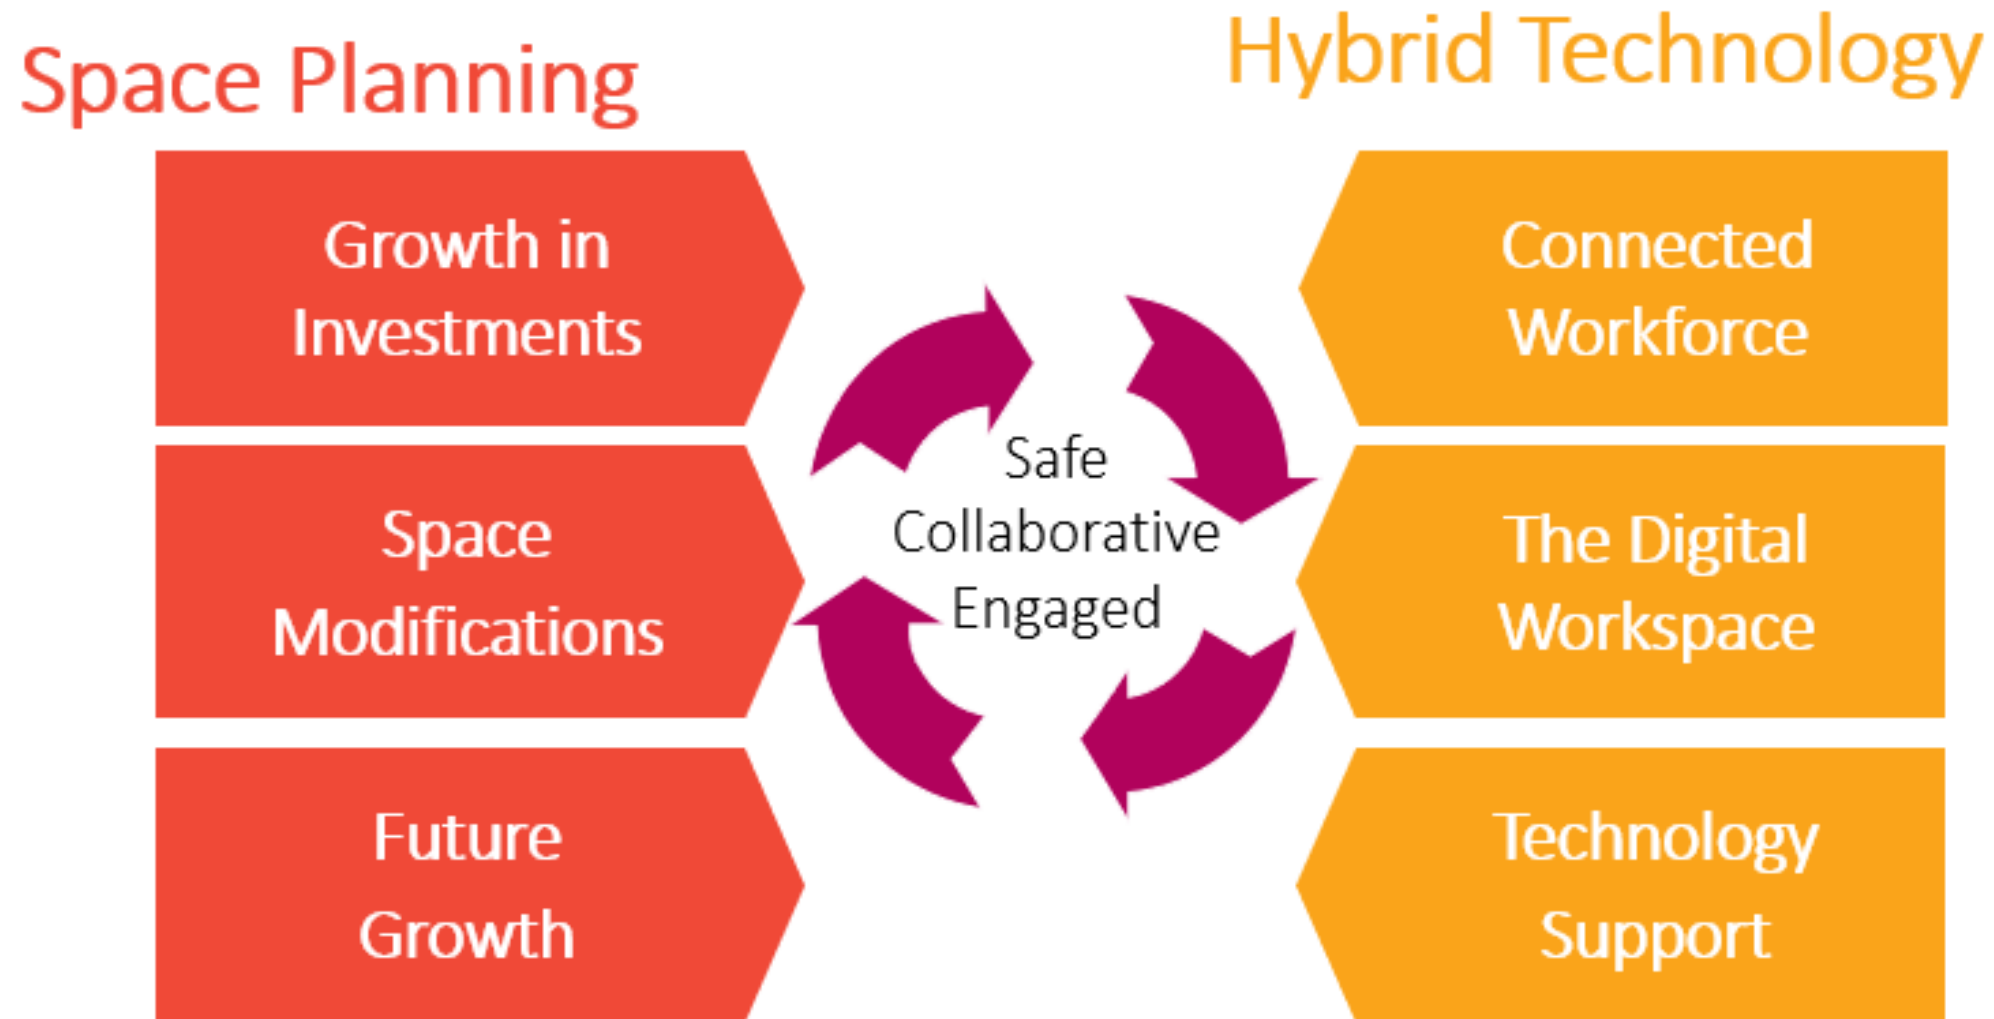 Space Planning
Growth in
Investments
Space
Modifications
Future
Growth
Safe
Collaborative
Engaged
Hybrid Technology
Connected
Workforce
The Digital
Workspace
Technology
Support